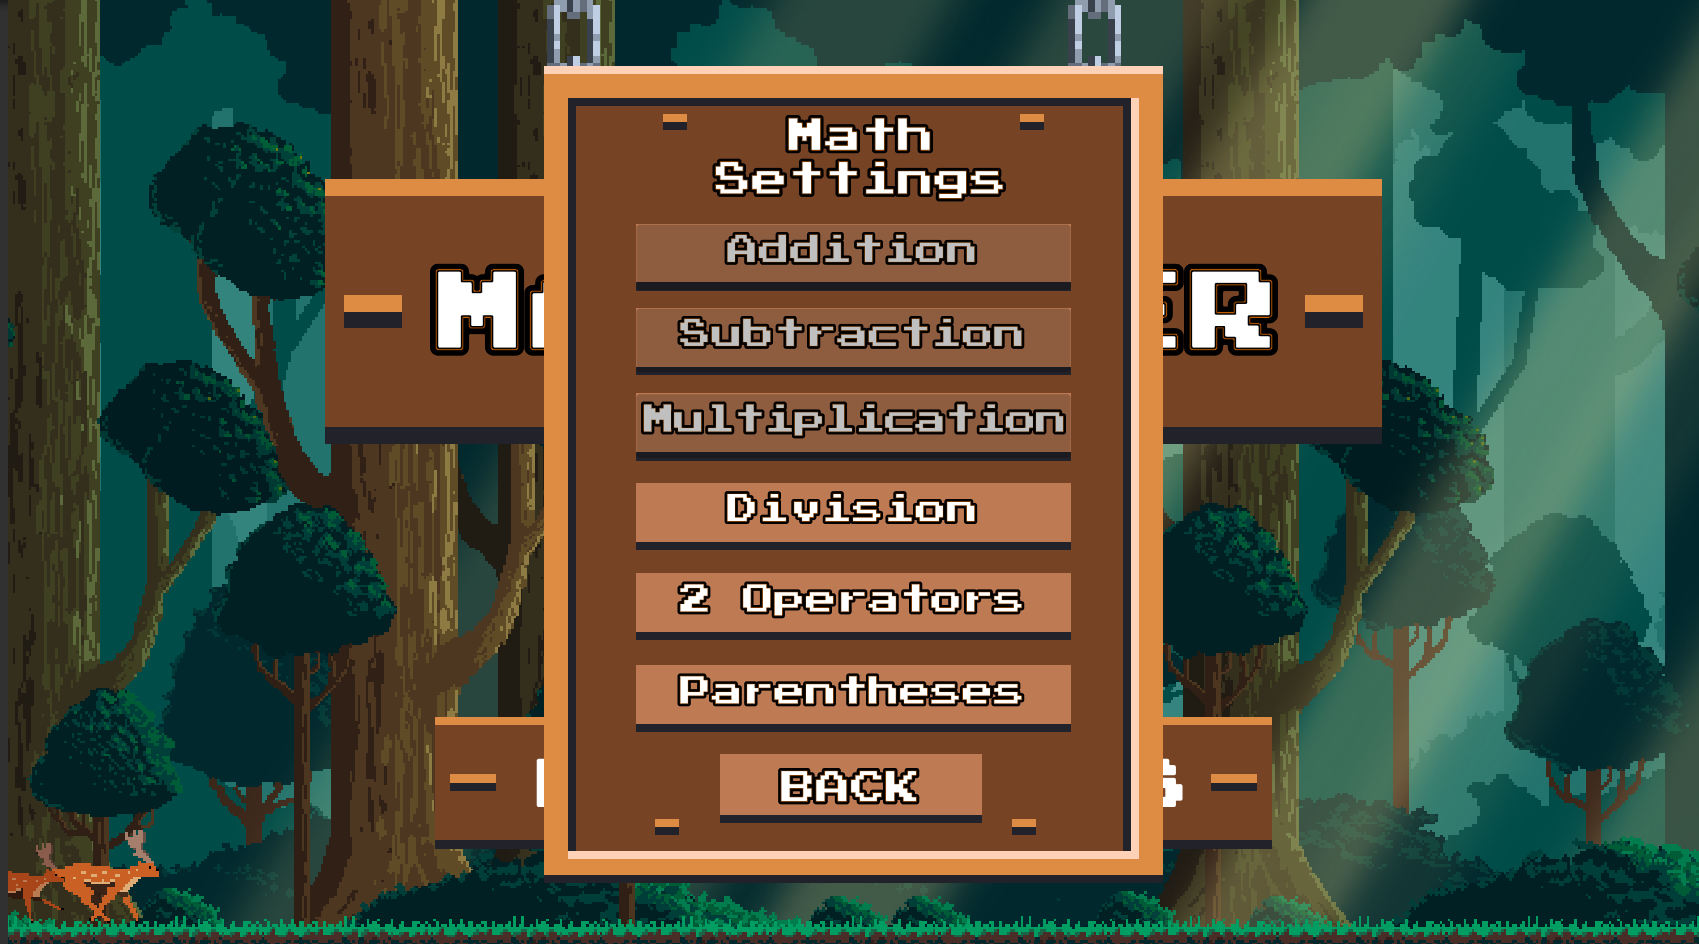 Math
Settings
Addition
Subtraction
Multiplication
Division
2 Operators
Parentheses
BACK